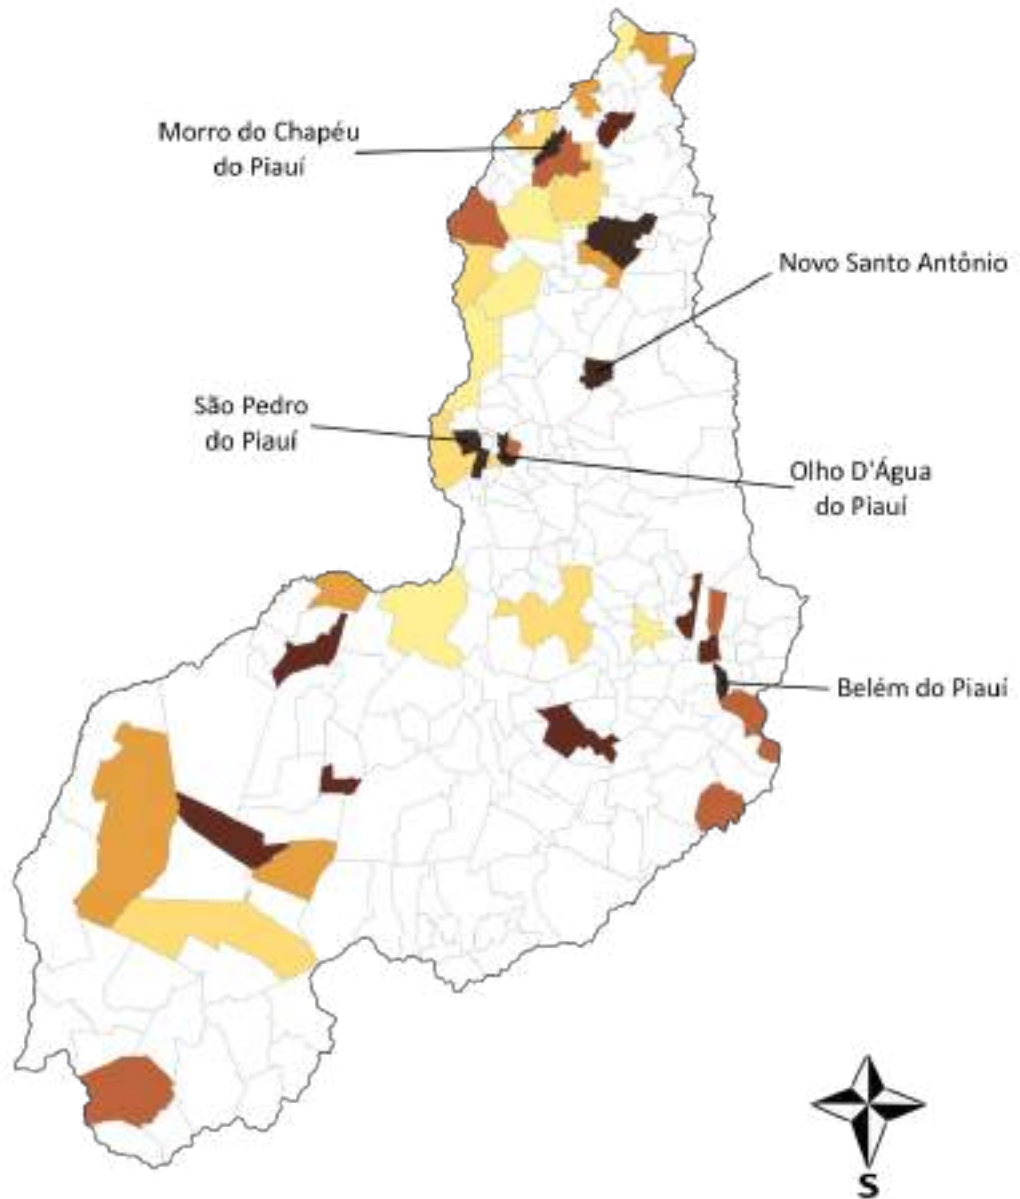 Morro do Chapéu
do Piauí
Novo Santo Antônio
São Pedro
do Piauí
Olho D'Água
do Piauí
Belém do Piauí
S